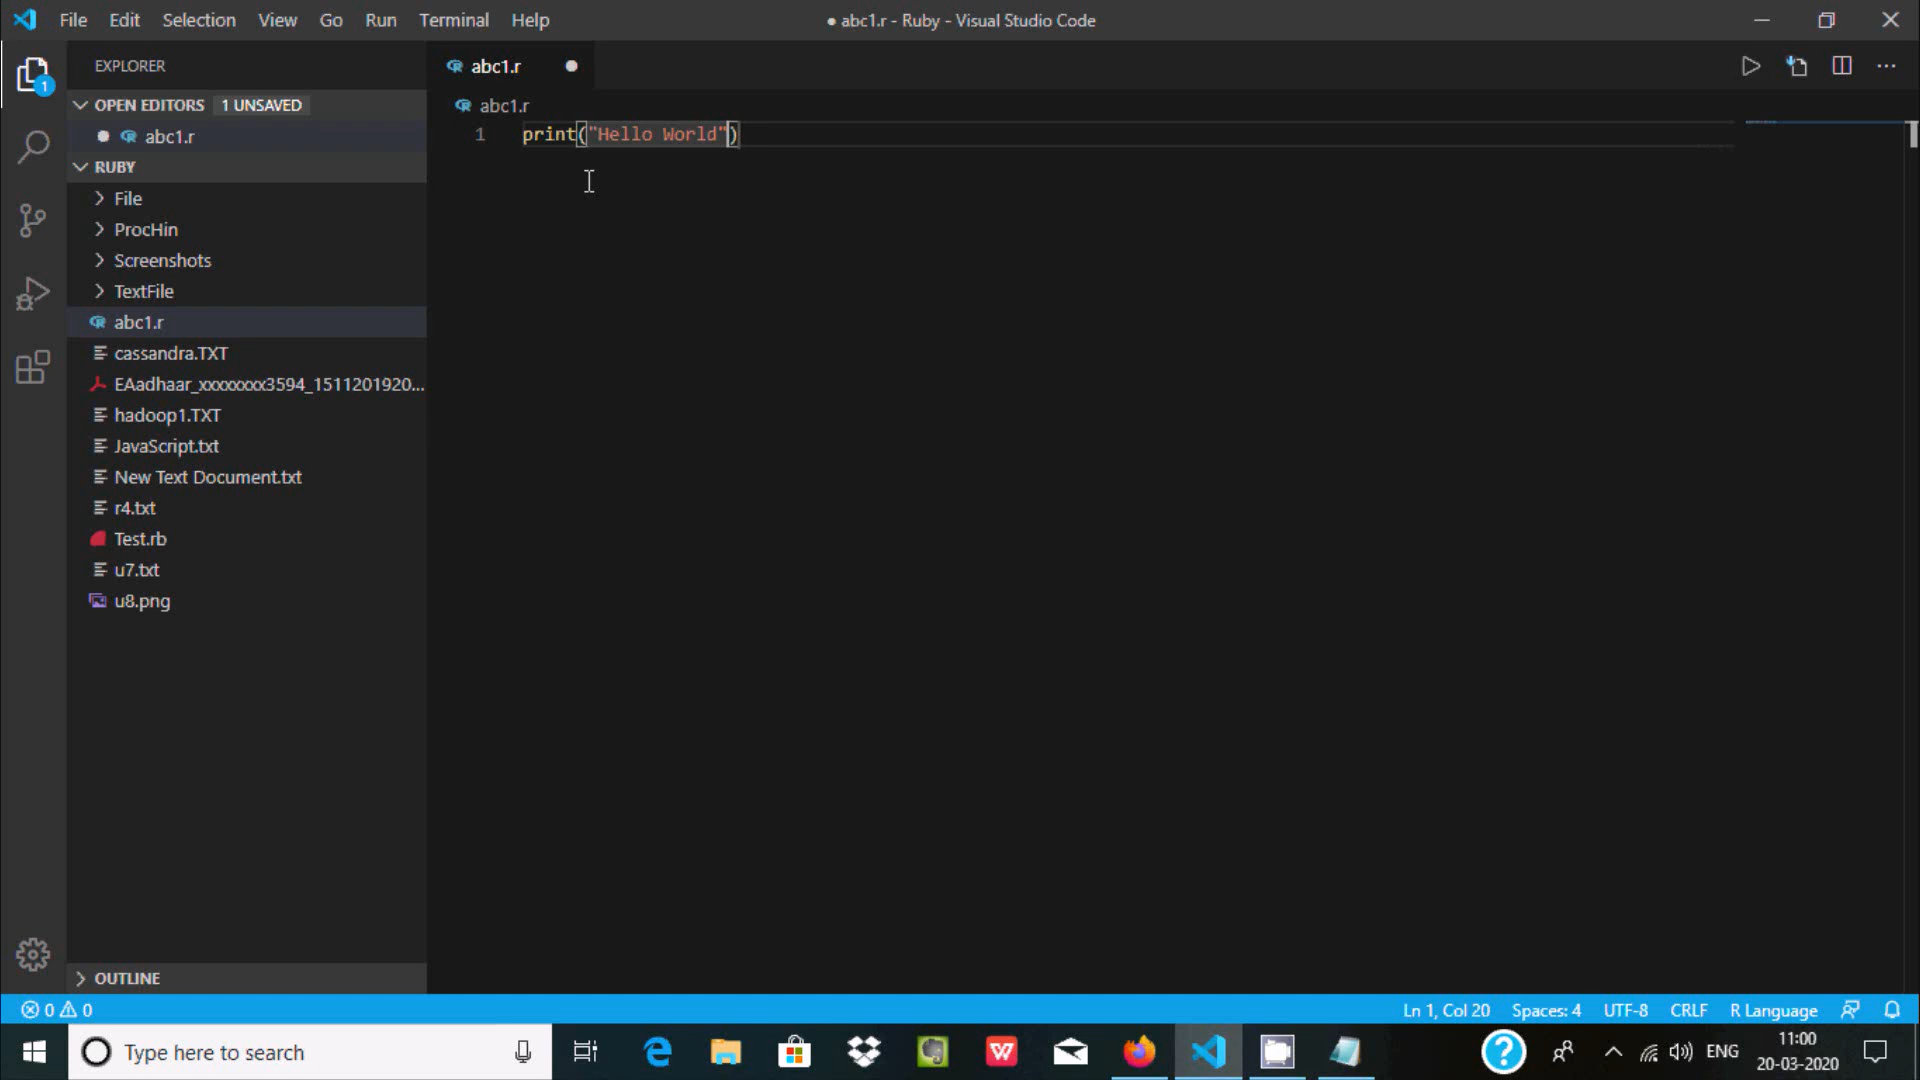 File Edit Selection View Go Run Terminal Help
● abc1.r - Ruby - Visual Studio Code
EXPLORER
OPEN EDITORS 1 UNSAVED
abc1.r
RUBY
File
ProcHin
Screenshots
TextFile
abc1.r
cassandra.TXT
EAadhaar_xxxxxxxx3594_1511201920...
hadoop1.TXT
JavaScript.txt
New Text Document.txt
r4.txt
Test.rb
u7.txt
u8.png
OUTLINE
abc1.r
abc1.r
1 print("Hello World")
1
0 0
Ln 1, Col 20 Spaces: 4 UTF-8 CRLF R Language
Type here to search
ENG
11:00
20-03-2020